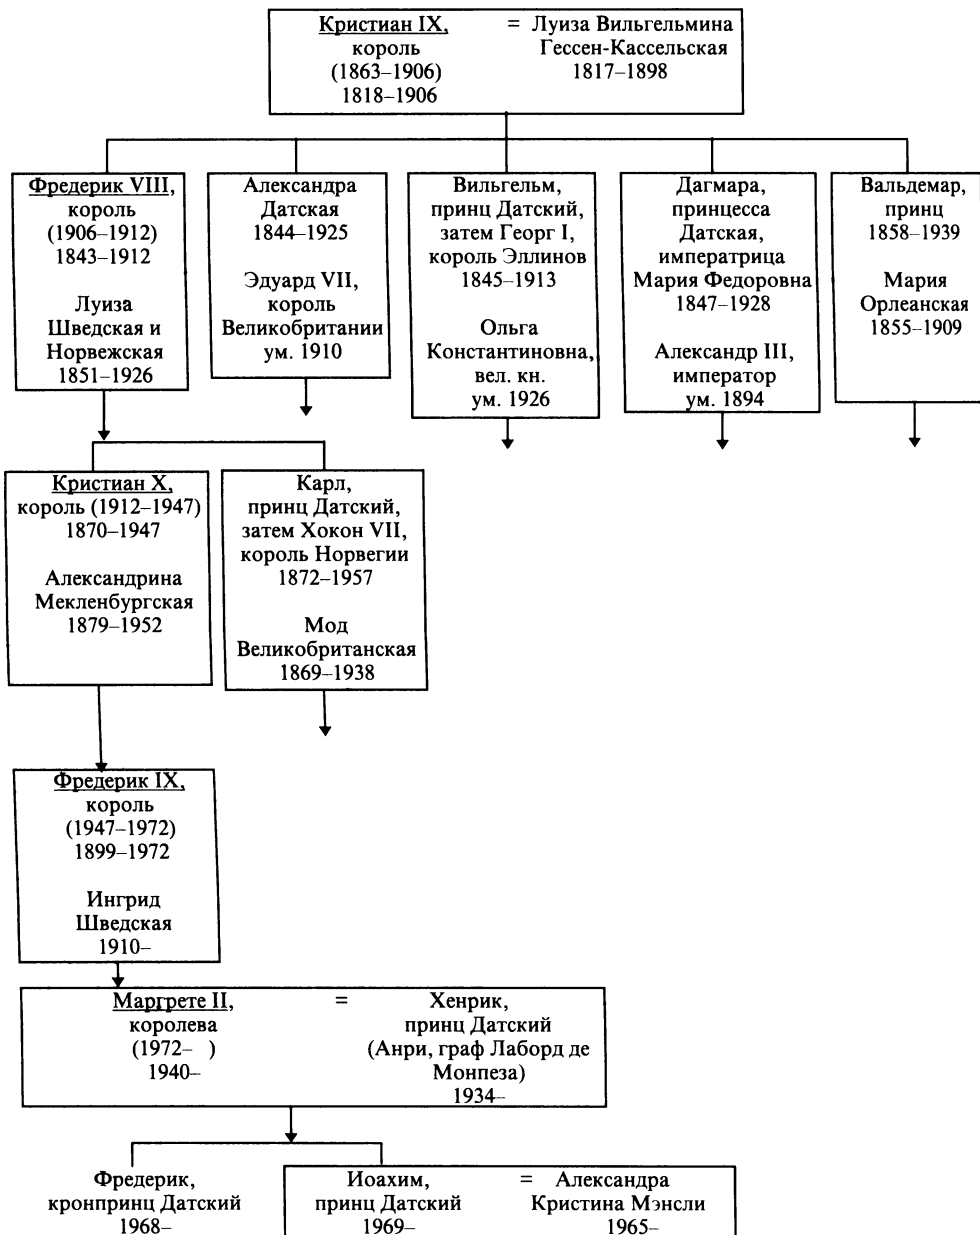 Кристиан IX,
король
(1863–1906)
1818–1906
= Луиза Вильгельмина
Гессен-Кассельская
1817–1898
Фредерик VIII,
король
(1906–1912)
1843–1912
Луиза
Шведская и
Норвежская
1851–1926
Александра
Датская
1844–1925
Эдуард VII,
король
Великобритании
ум. 1910
Вильгельм,
принц Датский,
затем Георг I,
король Эллинов
1845–1913
Ольга
Константиновна,
вел. кн.
ум. 1926
Дагмара,
принцесса
Датская,
императрица
Мария Федоровна
1847–1928
Александр III,
император
ум. 1894
Вальдемар,
принц
1858–1939
Мария
Орлеанская
1855–1909
Кристиан X,
король (1912–1947)
1870–1947
Александрина
Мекленбургская
1879–1952
Карл,
принц Датский,
затем Хокон VII,
король Норвегии
1872–1957
Мод
Великобританская
1869–1938
Фредерик IX,
король
(1947–1972)
1899–1972
Ингрид
Шведская
1910–
Маргрете II,
королева
(1972– )
1940–
= Хенрик,
принц Датский
(Анри, граф Лаборд де
Монпеза)
1934–
Фредерик,
кронпринц Датский
1968–
Иоахим,
принц Датский
1969–
= Александра
Кристина Мэнсли
1965–